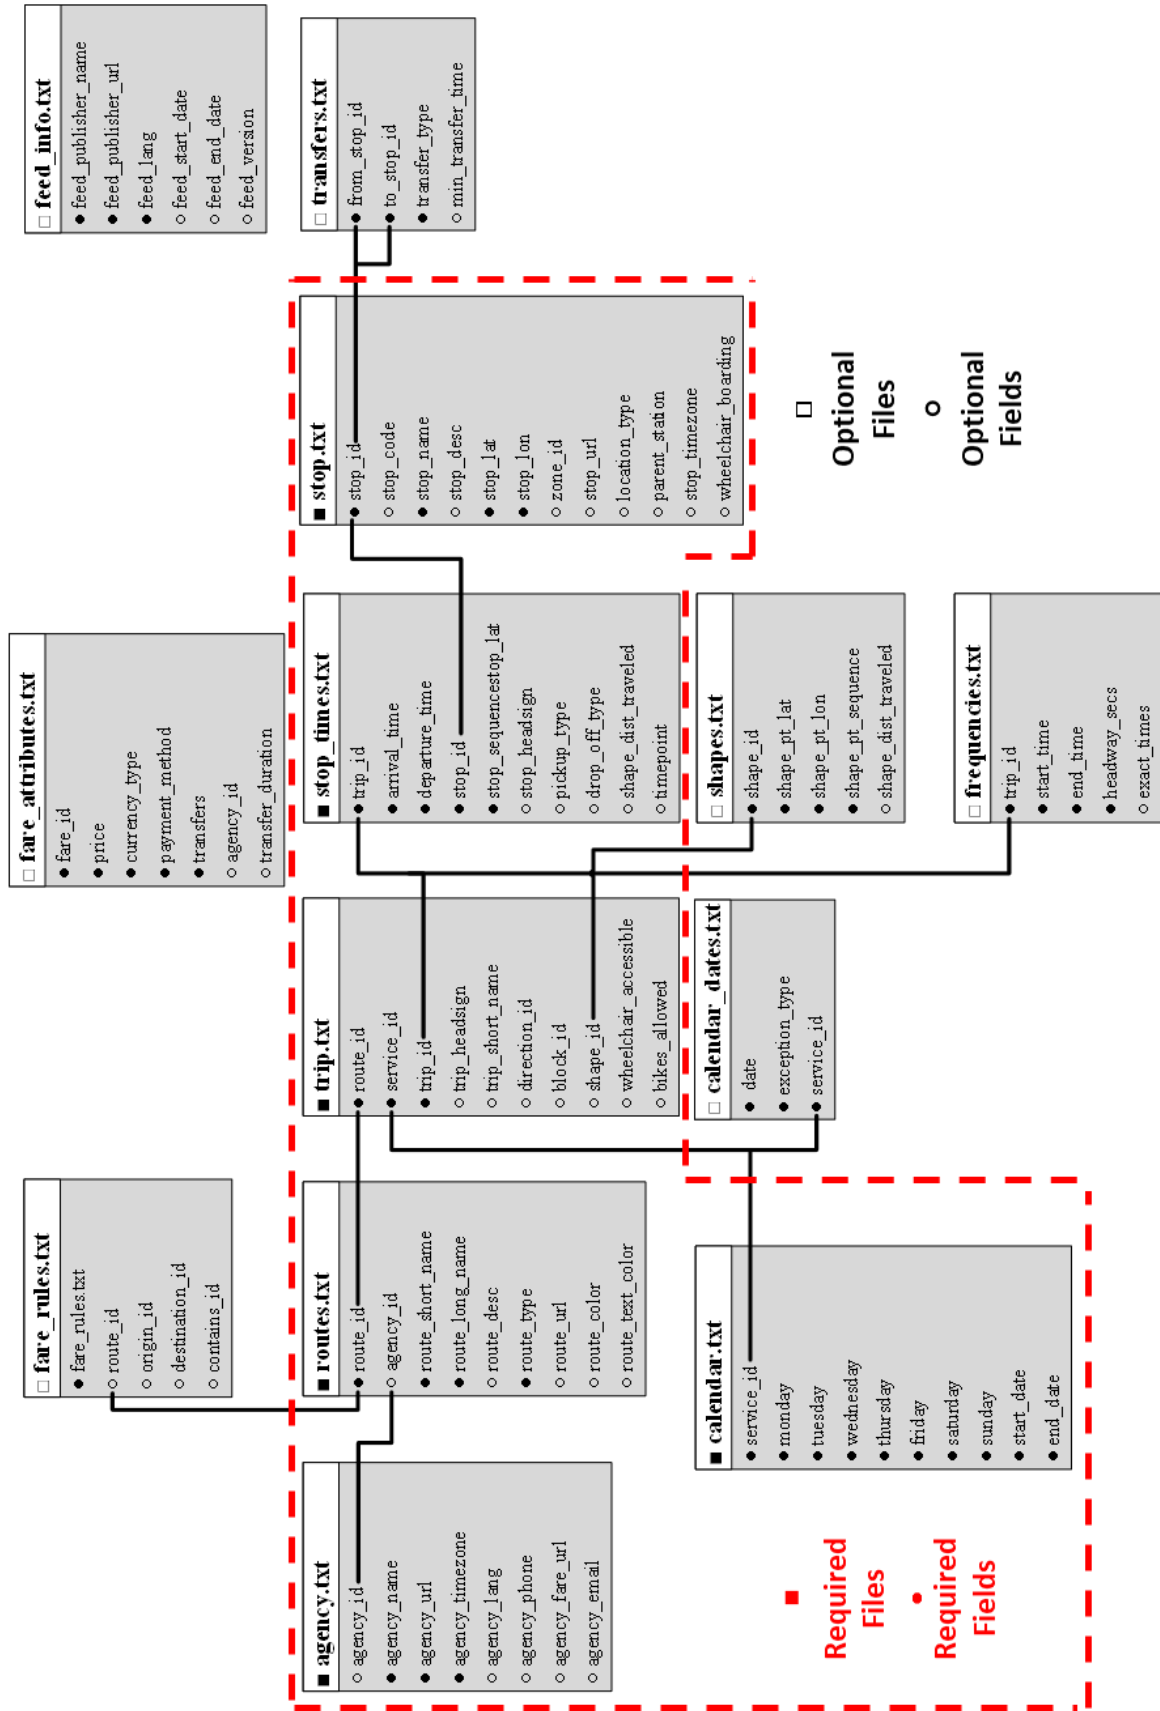 fare_rules.txt
fare_rules.txt
route_id
origin_id
destination_id
contains_id
fare_attributes.txt
fare_id
price
currency_type
payment_method
transfers
agency_id
transfer_duration
feed_info.txt
feed_publisher_name
feed_publisher_url
feed_lang
feed_start_date
feed_end_date
feed_version
agency.txt
agency_id
agency_name
agency_url
agency_timezone
agency_lang
agency_phone
agency_fare_url
agency_email
routes.txt
route_id
agency_id
route_short_name
route_long_name
route_desc
route_type
route_url
route_color
route_text_color
trip.txt
route_id
service_id
trip_id
trip_headsign
trip_short_name
direction_id
block_id
shape_id
wheelchair_accessible
bikes_allowed
stop_times.txt
trip_id
arrival_time
departure_time
stop_id
stop_sequencestop_lat
stop_headsign
pickup_type
drop_off_type
shape_dist_traveled
timepoint
stop.txt
stop_id
stop_code
stop_name
stop_desc
stop_lat
stop_lon
zone_id
stop_url
location_type
parent_station
stop_timezone
wheelchair_boarding
transfers.txt
from_stop_id
to_stop_id
transfer_type
min_transfer_time
calendar.txt
service_id
monday
tuesday
wednesday
thursday
friday
saturday
sunday
start_date
end_date
calendar_dates.txt
date
exception_type
service_id
shapes.txt
shape_id
shape_pt_lat
shape_pt_lon
shape_pt_sequence
shape_dist_traveled
frequencies.txt
trip_id
start_time
end_time
headway_secs
exact_times
Required
Files
Required
Fields
Optional
Files
Optional
Fields